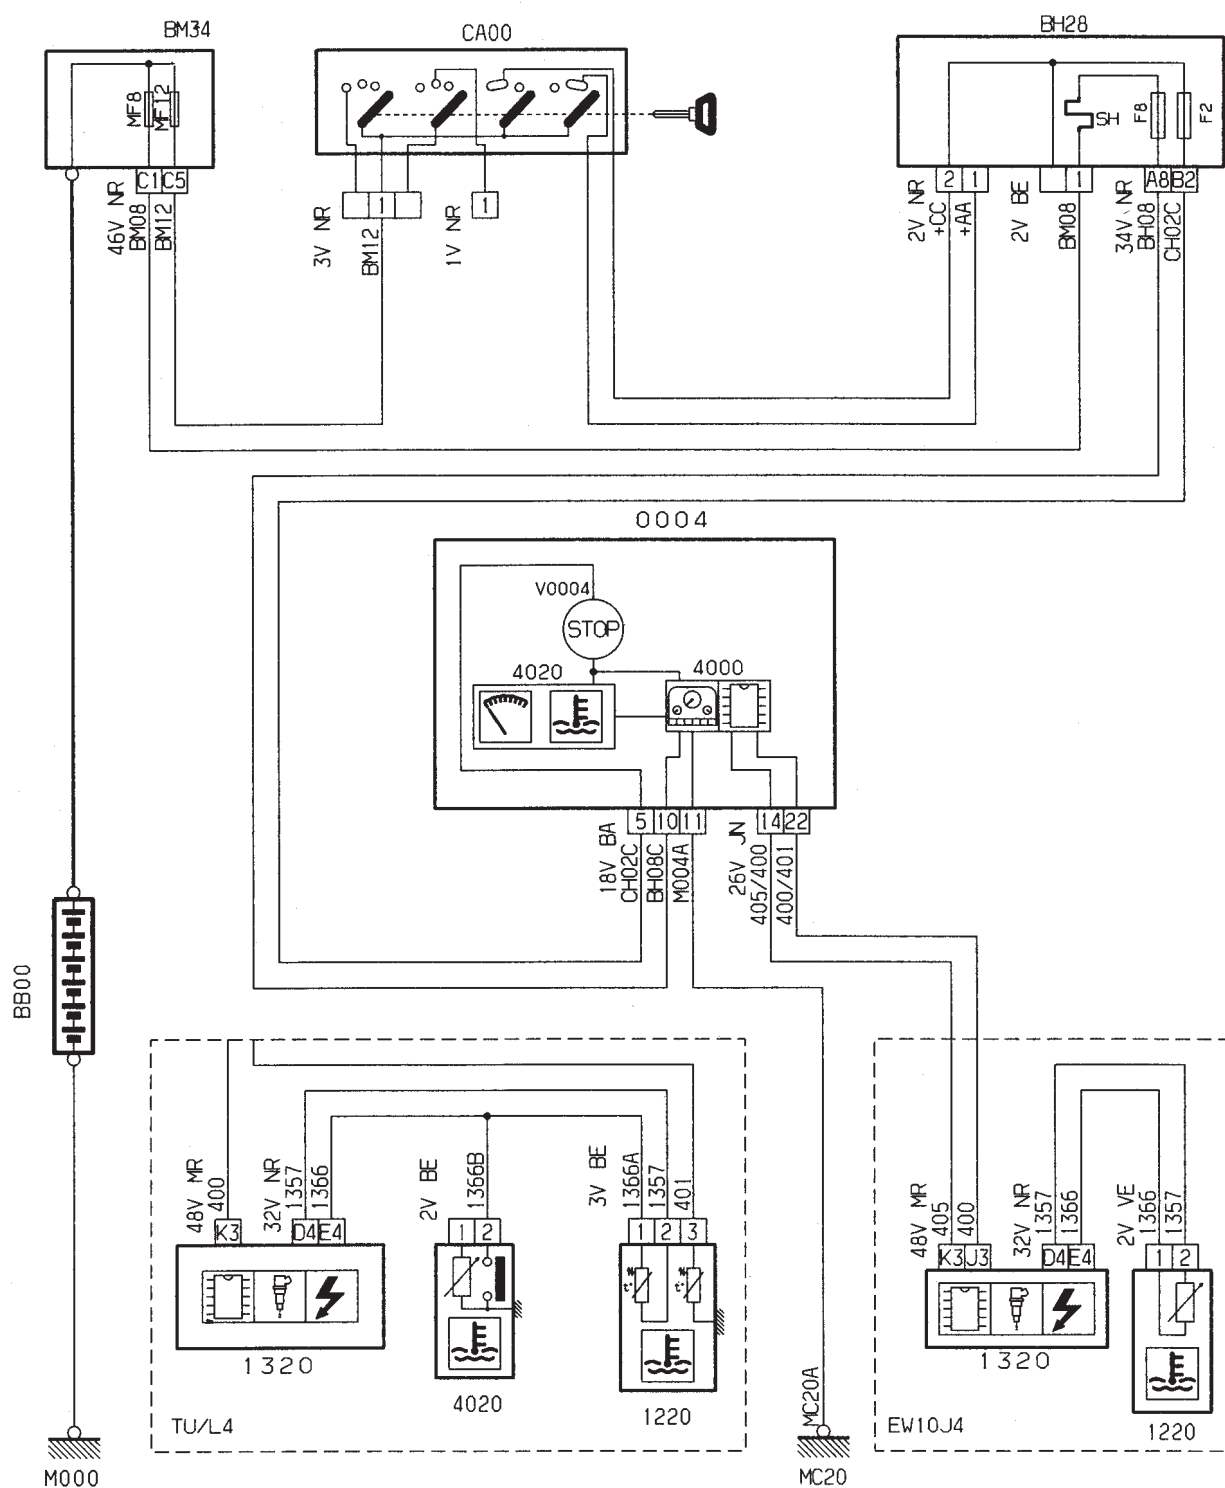 BM34
CA00
BH28
MF8
MF12
SH
F8
F2
C1 C5
1
1
2 1
1
A8 B2
46V NR
BM08
BM12
3V NR
BM12
1V NR
2V NR
+CC
+AA
2V BE
BM08
34V NR
BH08
CH02C
0004
V0004
STOP
4020
4000
5 10 11
14 22
18V BA
CH02C
BH08C
M004A
26V JN
405/400
400/401
BB00
48V MR
400
32V NR
1357
1366
2V BE
1366B
3V BE
1366A
1357
401
K3
D4 E4
1 2
1 2 3
t°
t°
1320
4020
1220
TU/L4
48V MR
405
400
32V NR
1357
1366
2V VE
1366
1357
K3 J3
D4 E4
1 2
1320
1220
EW10J4
MC20A
M000
MC20